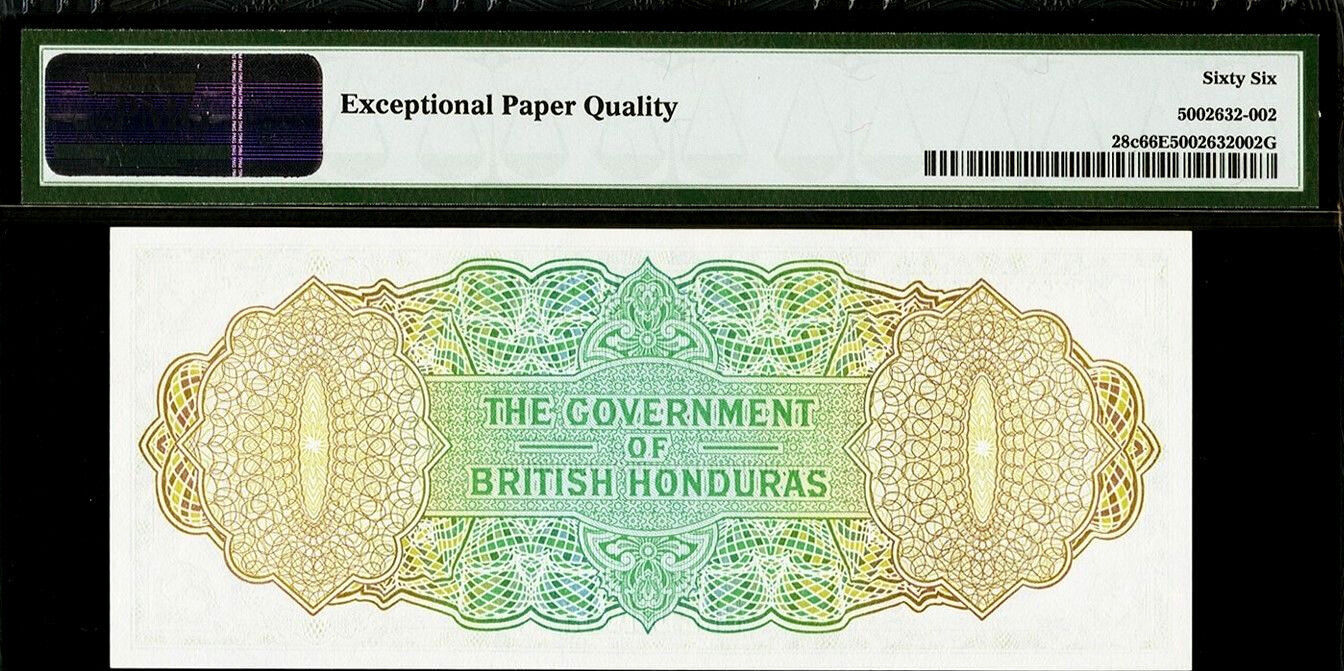 Exceptional Paper Quality
Sixty Six
5002632-002
28c66E5002632002G
THE GOVERNMENT
OF
BRITISH HONDURAS